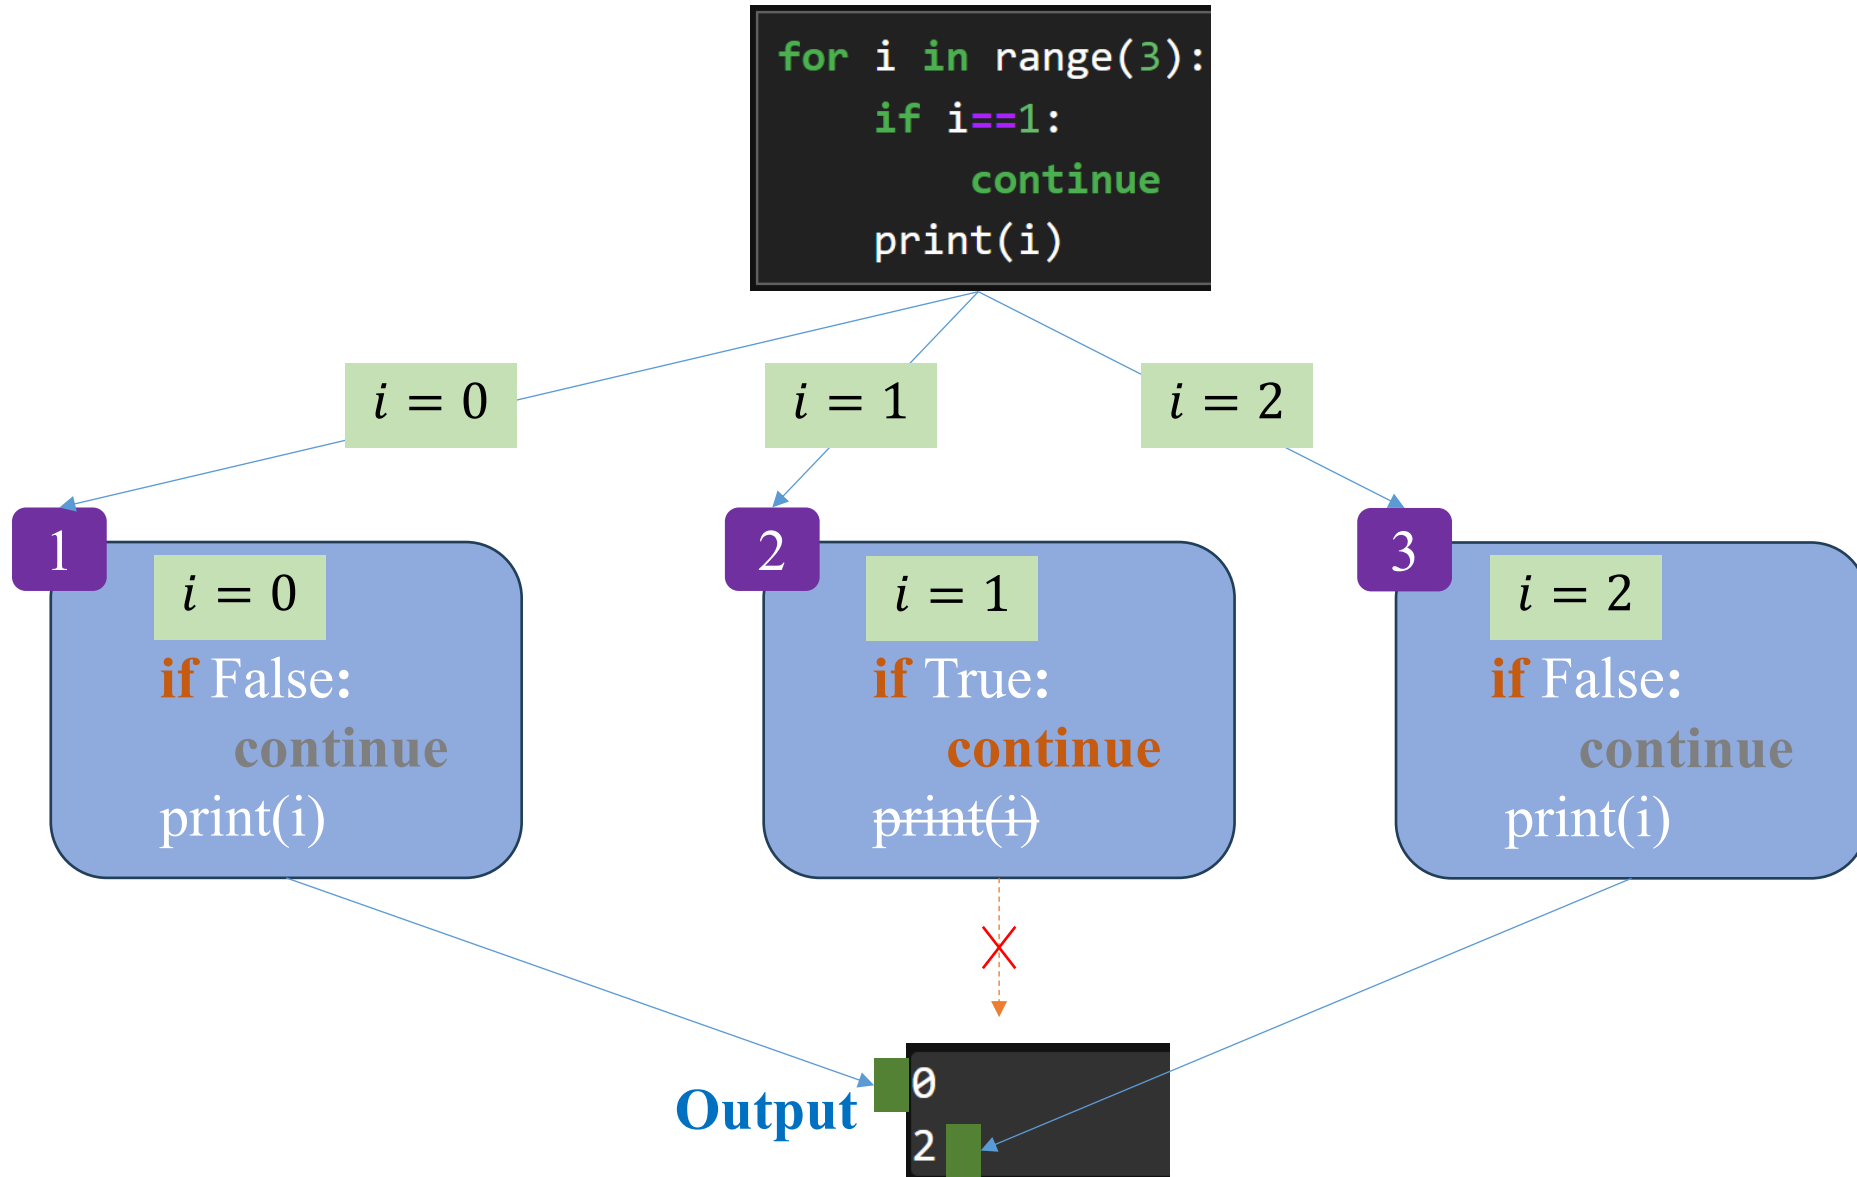 for i in range(3):
if i==1:
continue
print(i)
i = 0
i = 1
i = 2
1
i = 0
if False:
continue
print(i)
2
i = 1
if True:
continue
print(i)
3
i = 2
if False:
continue
print(i)
Output
0
2